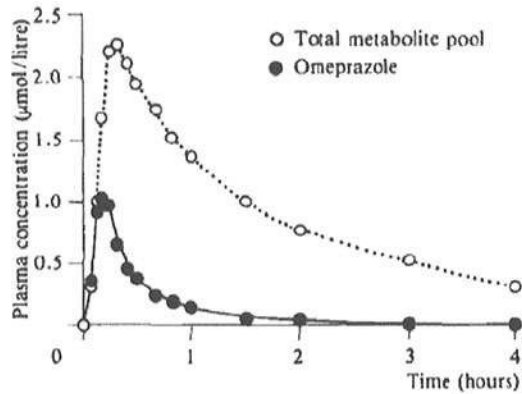 Plasma concentration (μmol/litre)
2.5
2.0
1.5
1.0
0.5
0
1
2
3
4
Time (hours)
Total metabolite pool
Omeprazole